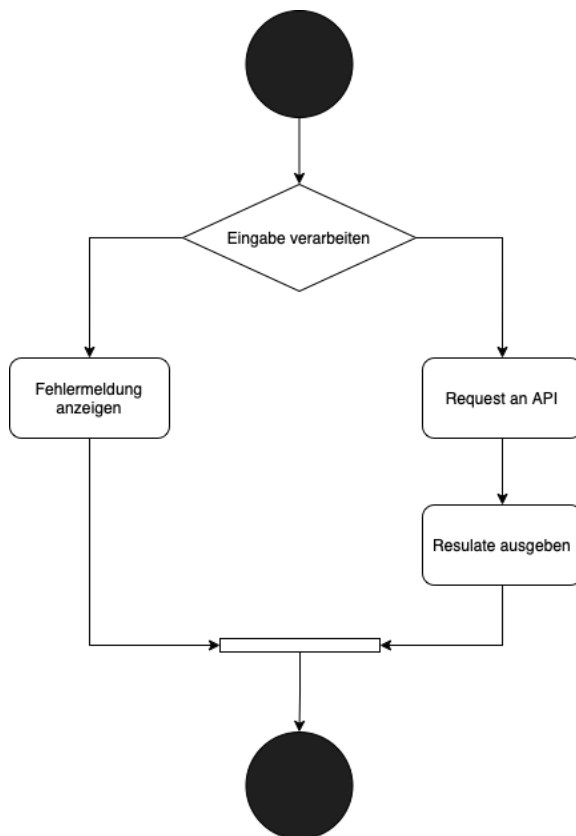 Eingabe verarbeiten
Fehlermeldung
anzeigen
Request an API
Resulate ausgeben